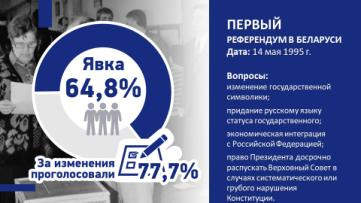 Явка
64,8%
За изменения
проголосовали
77,7%
ПЕРВЫЙ
РЕФЕРЕНДУМ В БЕЛАРУСИ
Дата: 14 мая 1995 г.
Вопросы:
изменение государственной
символики;
придание русскому языку
статуса государственного;
экономическая интеграция
с Российской Федерацией;
право Президента досрочно
распускать Верховный Совет в
случаях систематического или
грубого нарушения
Конституции.